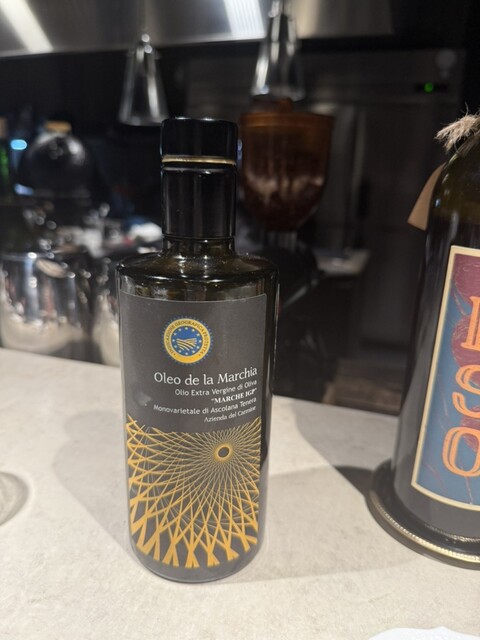 Oleo de la Marchia
Olio Extra Vergine di Oliva
"MARCHE IGP"
Monovarietale di Ascolana Tenera
Azienda del Carmine